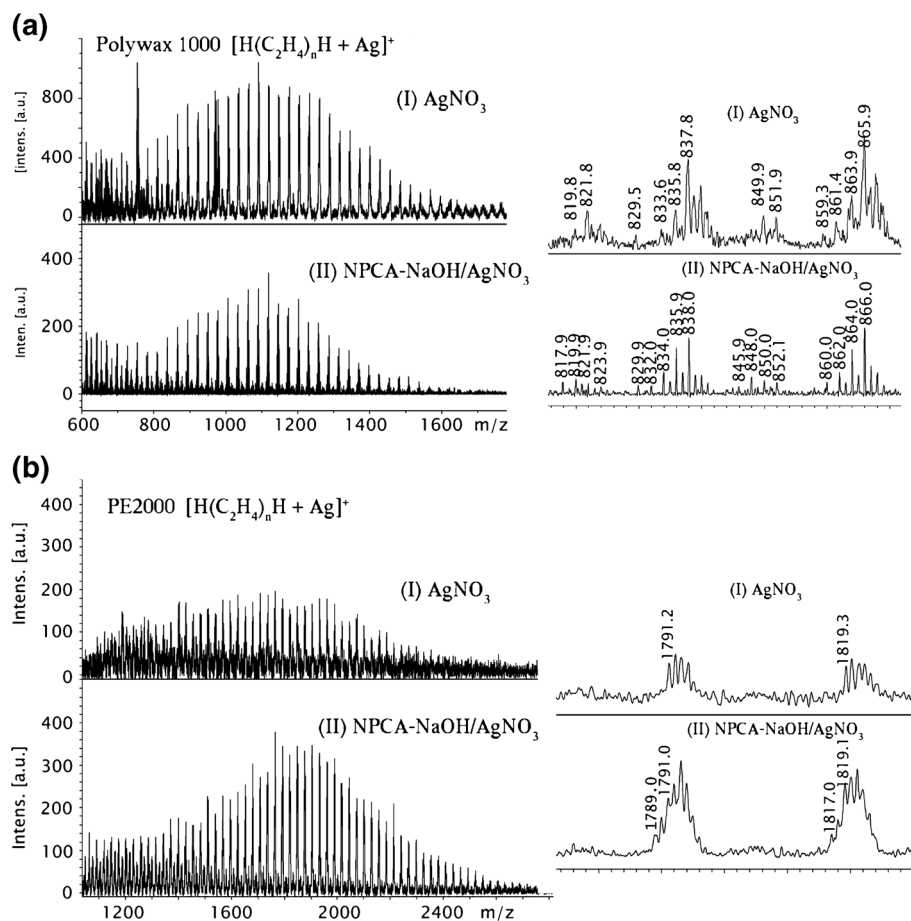 (a)
Polywax 1000 [H(C₂H₄)ₙH + Ag]⁺
(I) AgNO₃
[intens. [a.u.]
800
400
0
(II) NPCA-NaOH/AgNO₃
Inten. [a.u.]
400
200
0
600 800 1000 1200 1400 1600 m/z
(I) AgNO₃
819.8 821.8 829.5 833.6 835.8 837.8 849.9 851.9 859.3 861.4 863.9 865.9
(II) NPCA-NaOH/AgNO₃
817.9 819.9 821.9 823.9 829.9 832.0 834.0 835.9 838.0 845.9 848.0 850.0 852.1 860.0 862.0 864.0 866.0
(b)
PE2000 [H(C₂H₄)ₙH + Ag]⁺
(I) AgNO₃
Intens. [a.u.]
400
300
200
100
0
(II) NPCA-NaOH/AgNO₃
Intens. [a.u.]
400
300
200
100
0
1200 1600 2000 2400 m/z
(I) AgNO₃
1791.2 1819.3
(II) NPCA-NaOH/AgNO₃
1789.0 1791.0 1817.0 1819.1